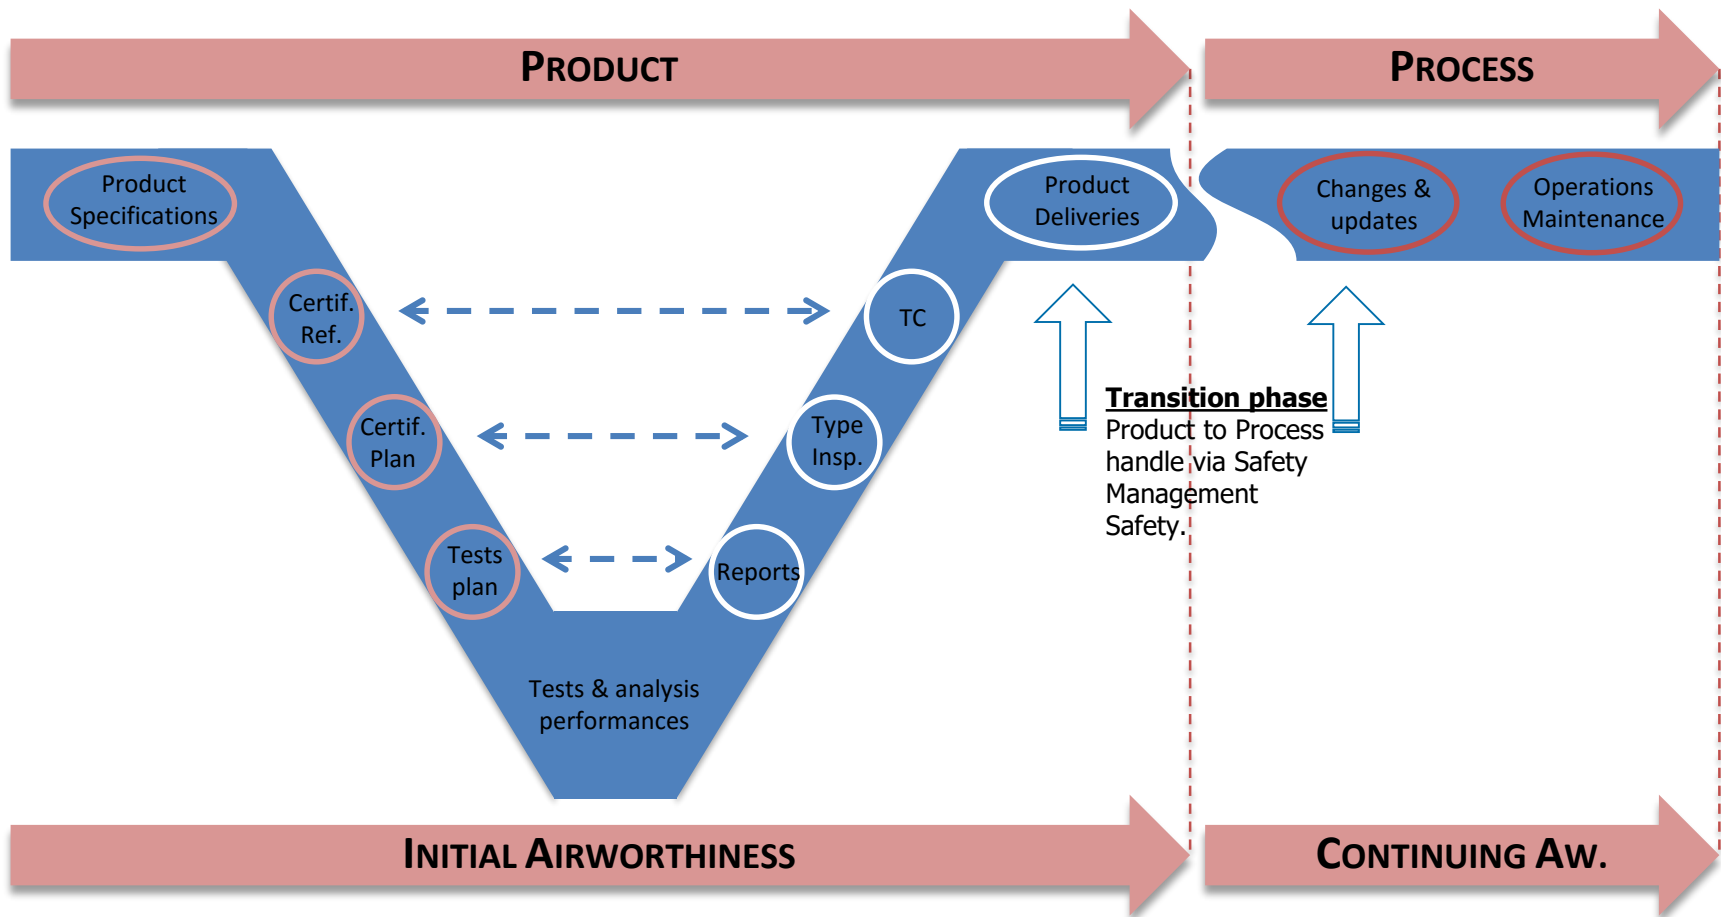 PRODUCT
PROCESS
Product
Specifications
Product
Deliveries
Changes &
updates
Operations
Maintenance
Certif.
Ref.
TC
Certif.
Plan
Type
Insp.
Transition phase
Product to Process
handle via Safety
Management
Safety.
Tests
plan
Reports
Tests & analysis
performances
INITIAL AIRWORTHINESS
CONTINUING AW.